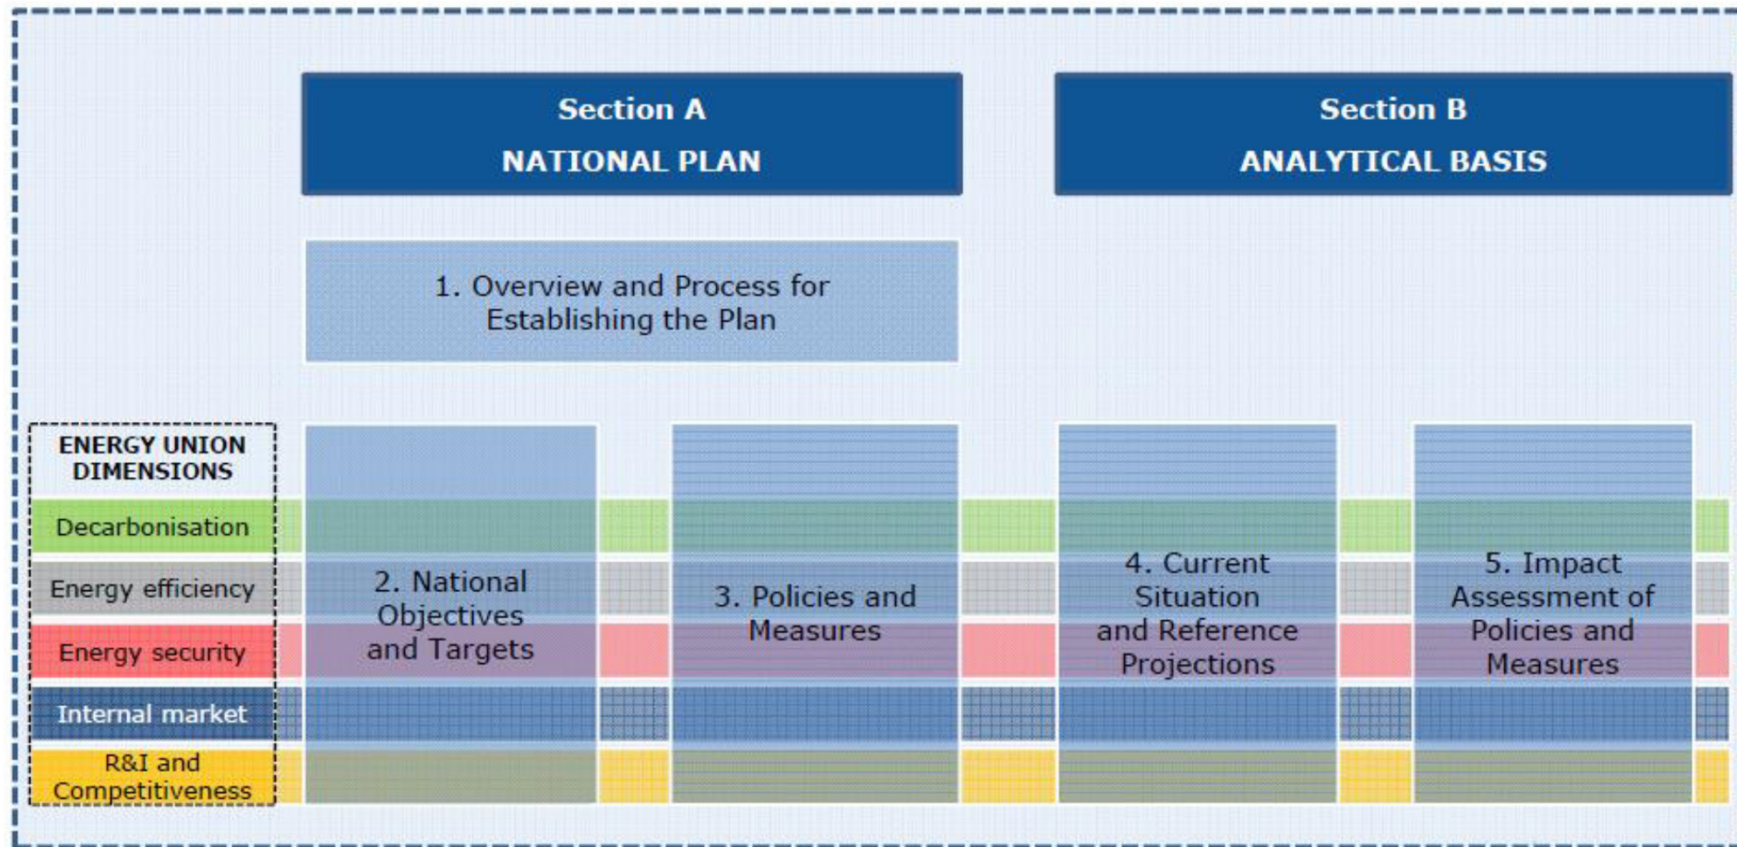 Section A
NATIONAL PLAN
Section B
ANALYTICAL BASIS
1. Overview and Process for
Establishing the Plan
ENERGY UNION
DIMENSIONS
Decarbonisation
Energy efficiency
Energy security
Internal market
R&I and
Competitiveness
2. National
Objectives
and Targets
3. Policies and
Measures
4. Current
Situation
and Reference
Projections
5. Impact
Assessment of
Policies and
Measures